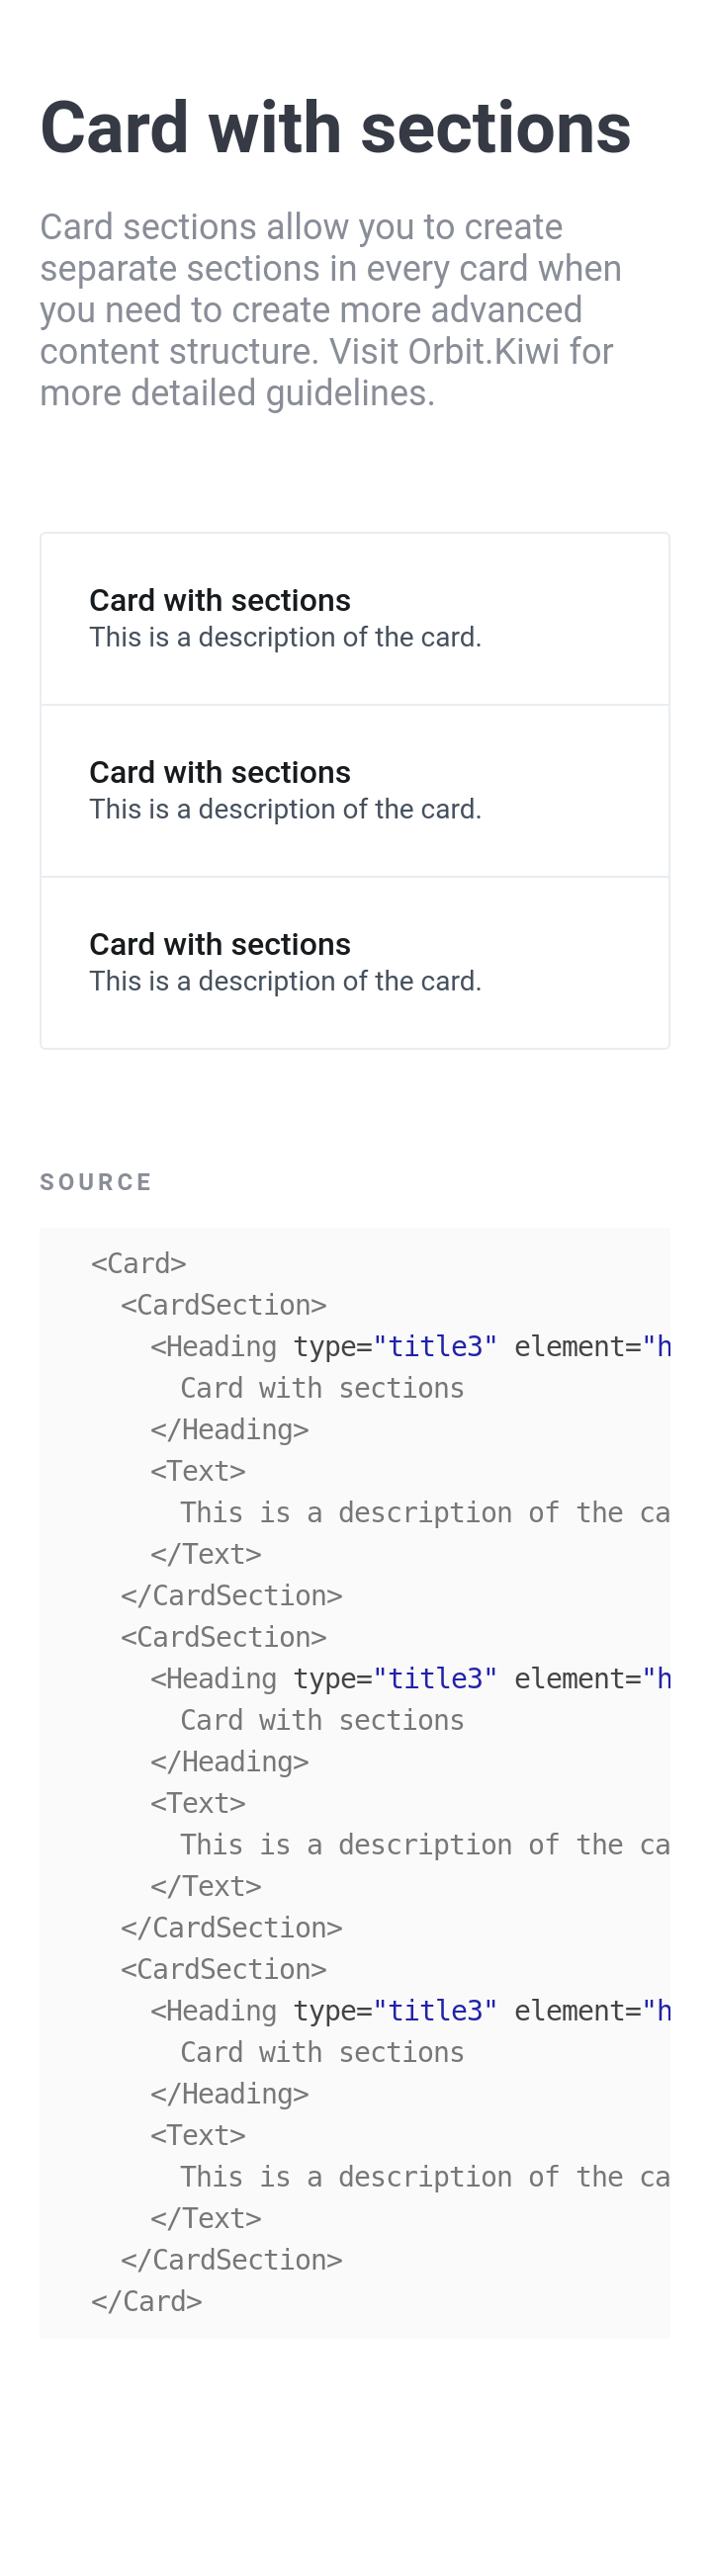 Card with sections
Card sections allow you to create
separate sections in every card when
you need to create more advanced
content structure. Visit Orbit.Kiwi for
more detailed guidelines.
Card with sections
This is a description of the card.
Card with sections
This is a description of the card.
Card with sections
This is a description of the card.
SOURCE
<Card>
<CardSection>
<Heading type="title3" element="h
Card with sections
</Heading>
<Text>
This is a description of the ca
</Text>
</CardSection>
<CardSection>
<Heading type="title3" element="h
Card with sections
</Heading>
<Text>
This is a description of the ca
</Text>
</CardSection>
<CardSection>
<Heading type="title3" element="h
Card with sections
</Heading>
<Text>
This is a description of the ca
</Text>
</CardSection>
</Card>